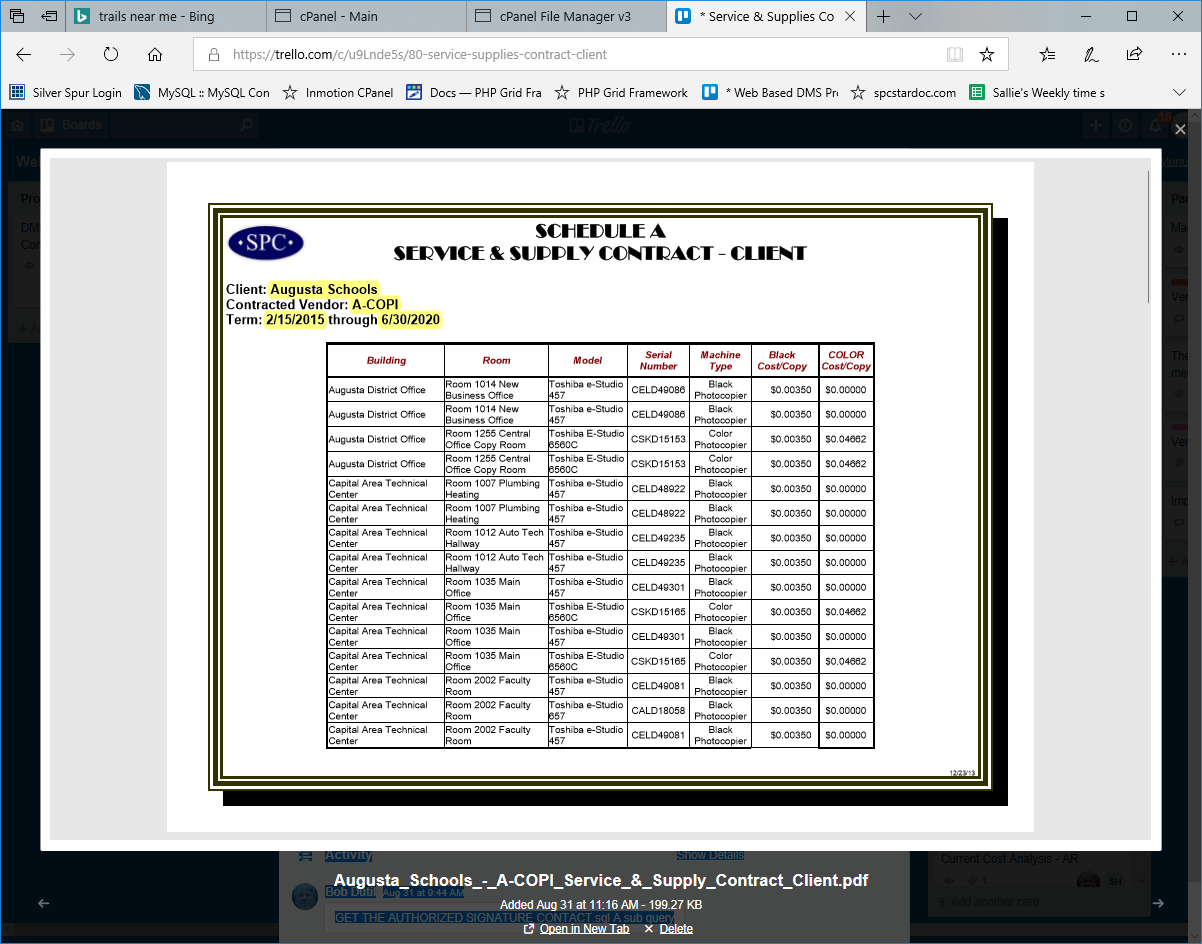 trails near me - Bing
cPanel - Main
cPanel File Manager v3
* Service & Supplies Co
https://trello.com/c/u9Lnde5s/80-service-supplies-contract-client
Silver Spur Login
MySQL :: MySQL Con
Inmotion CPanel
Docs — PHP Grid Fra
PHP Grid Framework
* Web Based DMS Pr
spcstardoc.com
Sallie's Weekly time s
Boards
Trello
16
SPC
SCHEDULE A
SERVICE & SUPPLY CONTRACT - CLIENT
Client: Augusta Schools
Contracted Vendor: A-COPI
Term: 2/15/2015 through 6/30/2020
Building Room Model Serial Number Machine Type Black Cost/Copy COLOR Cost/Copy
Augusta District Office Room 1014 New Business Office Toshiba e-Studio 457 CELD49086 Black Photocopier $0.00350 $0.00000
Augusta District Office Room 1014 New Business Office Toshiba e-Studio 457 CELD49086 Black Photocopier $0.00350 $0.00000
Augusta District Office Room 1255 Central Office Copy Room Toshiba E-Studio 6560C CSKD15153 Color Photocopier $0.00350 $0.04662
Augusta District Office Room 1255 Central Office Copy Room Toshiba E-Studio 6560C CSKD15153 Color Photocopier $0.00350 $0.04662
Capital Area Technical Center Room 1007 Plumbing Heating Toshiba e-Studio 457 CELD48922 Black Photocopier $0.00350 $0.00000
Capital Area Technical Center Room 1007 Plumbing Heating Toshiba e-Studio 457 CELD48922 Black Photocopier $0.00350 $0.00000
Capital Area Technical Center Room 1012 Auto Tech Hallway Toshiba e-Studio 457 CELD49235 Black Photocopier $0.00350 $0.00000
Capital Area Technical Center Room 1012 Auto Tech Hallway Toshiba e-Studio 457 CELD49235 Black Photocopier $0.00350 $0.00000
Capital Area Technical Center Room 1035 Main Office Toshiba e-Studio 457 CELD49301 Black Photocopier $0.00350 $0.00000
Capital Area Technical Center Room 1035 Main Office Toshiba E-Studio 6560C CSKD15165 Color Photocopier $0.00350 $0.04662
Capital Area Technical Center Room 1035 Main Office Toshiba e-Studio 457 CELD49301 Black Photocopier $0.00350 $0.00000
Capital Area Technical Center Room 1035 Main Office Toshiba E-Studio 6560C CSKD15165 Color Photocopier $0.00350 $0.04662
Capital Area Technical Center Room 2002 Faculty Room Toshiba e-Studio 457 CELD49081 Black Photocopier $0.00350 $0.00000
Capital Area Technical Center Room 2002 Faculty Room Toshiba e-Studio 657 CALD18058 Black Photocopier $0.00350 $0.00000
Capital Area Technical Center Room 2002 Faculty Room Toshiba e-Studio 457 CELD49081 Black Photocopier $0.00350 $0.00000
12/23/13
Activity
Show Details
Current Cost Analysis - AR
1
SH
Augusta_Schools_-_A-COPI_Service_&_Supply_Contract_Client.pdf
Bob Dutil Aug 31 at 9:44 AM
Added Aug 31 at 11:16 AM - 199.27 KB
+ Add another card
GET THE AUTHORIZED SIGNATURE CONTACT.sql A sub query
Open in New Tab
Delete